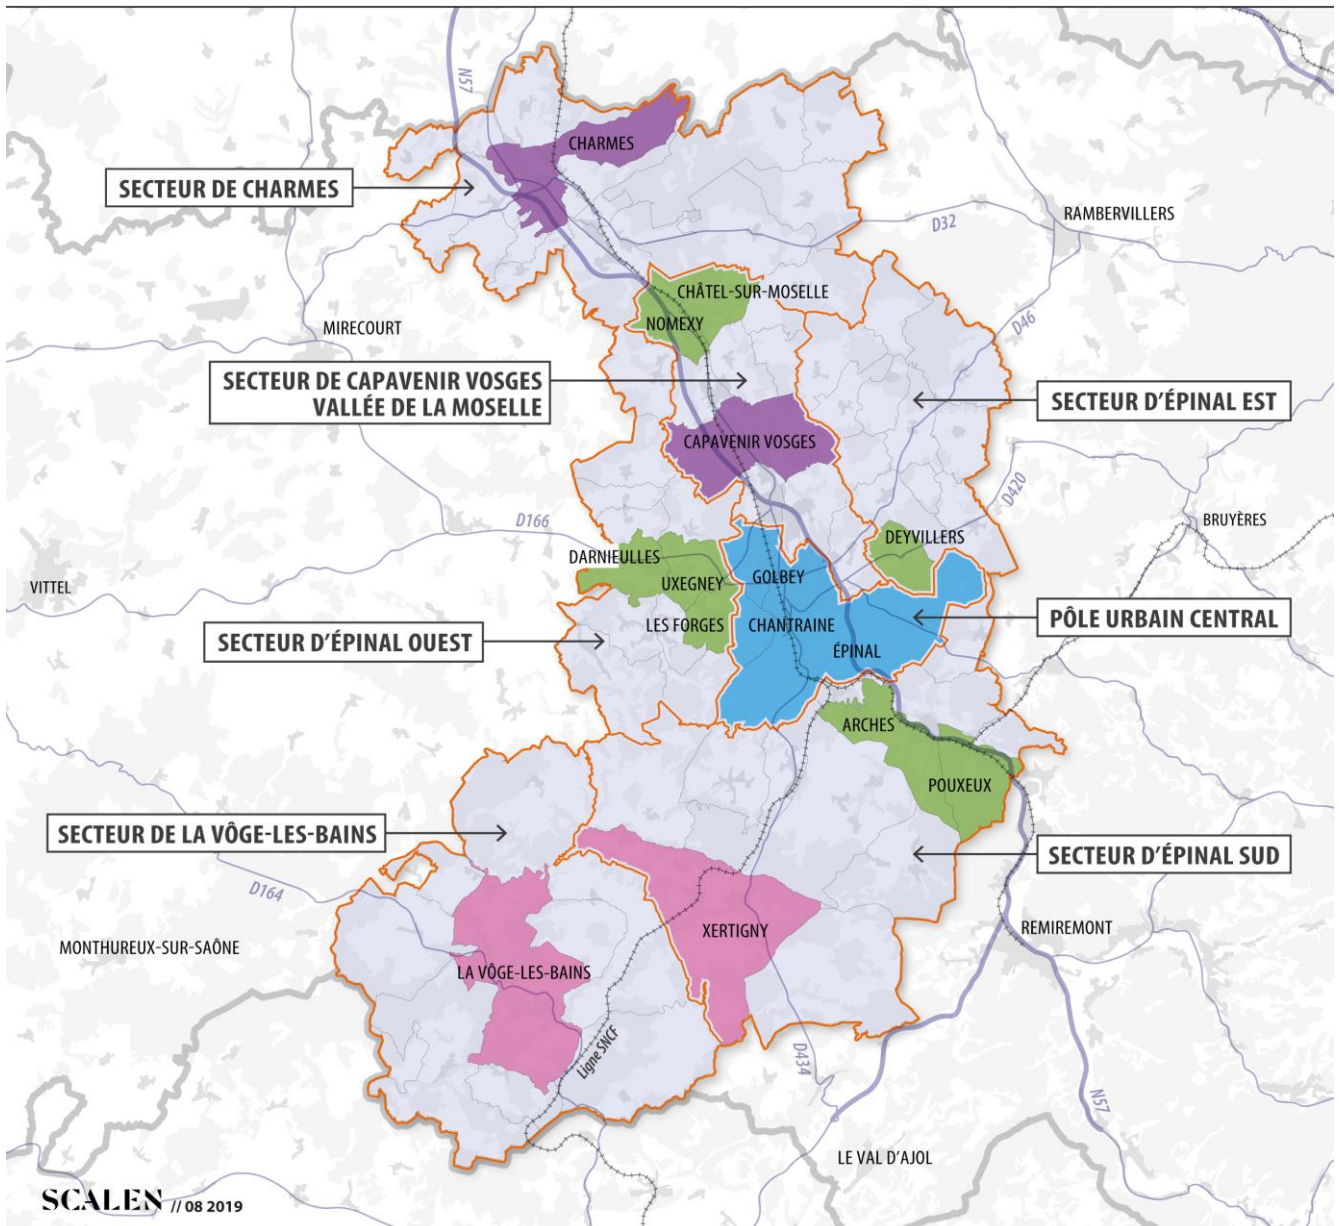 N57
CHARMES
SECTEUR DE CHARMES
D32
RAMBERVILLERS
CHÂTEL-SUR-MOSELLE
NOMEXY
MIRECOURT
D46
SECTEUR DE CAPAVENIR VOSGES
VALLÉE DE LA MOSELLE
SECTEUR D'ÉPINAL EST
CAPAVENIR VOSGES
D420
D166
BRUYÈRES
DEYVILLERS
DARNIEULLES
UXEGNEY
GOLBEY
VITTEL
LES FORGES
CHANTRAINE
PÔLE URBAIN CENTRAL
SECTEUR D'ÉPINAL OUEST
ÉPINAL
ARCHES
POUXEUX
SECTEUR DE LA VÔGE-LES-BAINS
SECTEUR D'ÉPINAL SUD
D164
XERTIGNY
REMIREMONT
MONTHUREUX-SUR-SAÔNE
LA VÔGE-LES-BAINS
Ligne SNCF
D434
N57
LE VAL D'AJOL
SCALEN // 08 2019